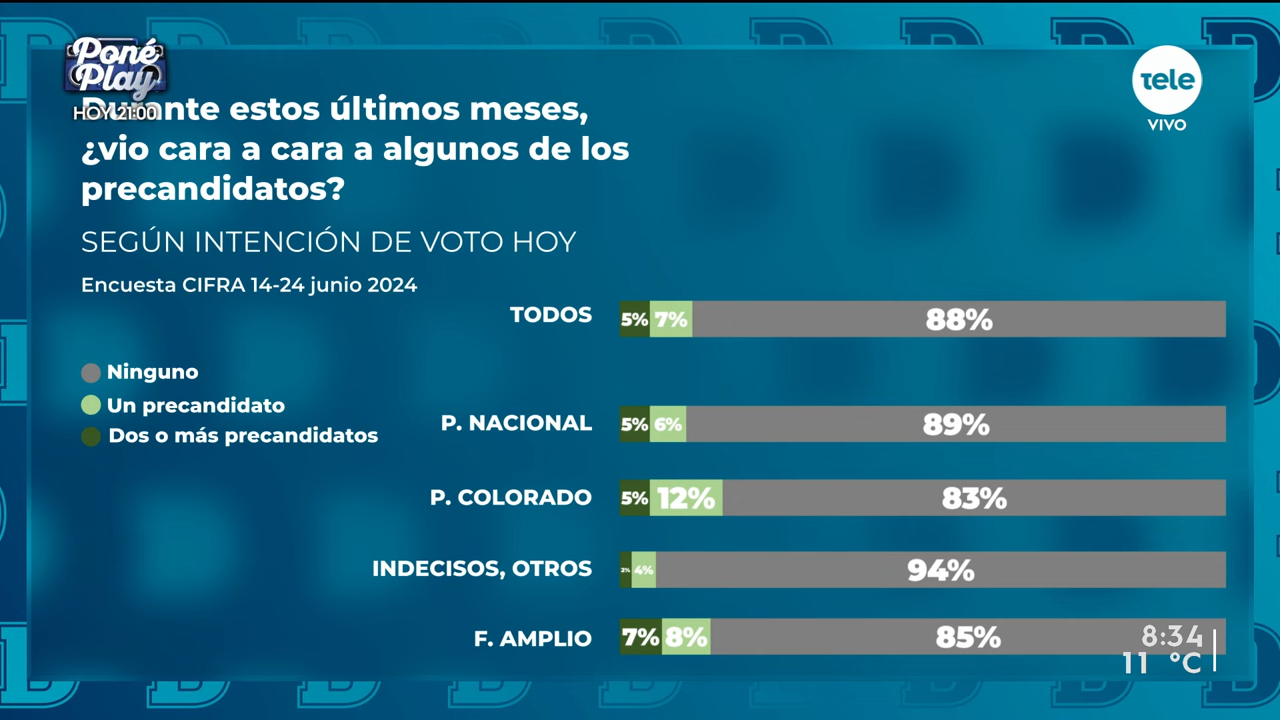 Poné
Play
HOY 21:00
Durante estos últimos meses,
¿vio cara a cara a algunos de los
precandidatos?
SEGÚN INTENCIÓN DE VOTO HOY
Encuesta CIFRA 14-24 junio 2024
tele
VIVO
Ninguno
Un precandidato
Dos o más precandidatos
TODOS 5% 7% 88%
P. NACIONAL 5% 6% 89%
P. COLORADO 5% 12% 83%
INDECISOS, OTROS 2% 4% 94%
F. AMPLIO 7% 8% 85%
8:34
11 °C